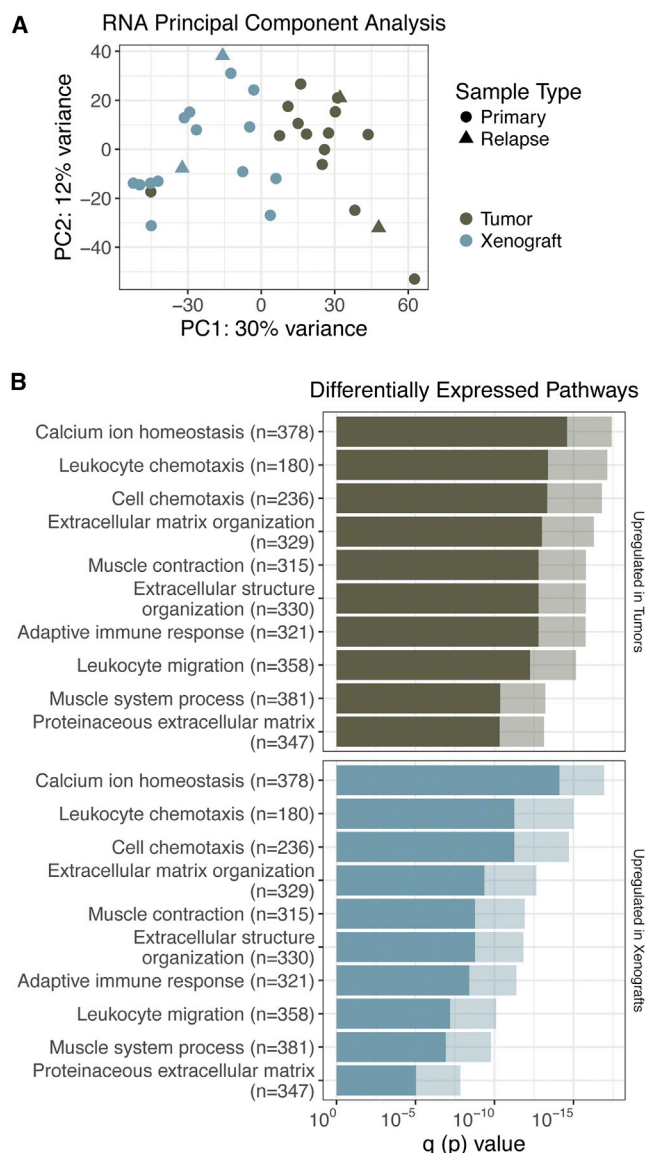 A
RNA Principal Component Analysis
40
20
0
−20
−40
PC2: 12% variance
−30
0
30
60
PC1: 30% variance
Sample Type
Primary
Relapse
Tumor
Xenograft
B
Differentially Expressed Pathways
Calcium ion homeostasis (n=378)
Leukocyte chemotaxis (n=180)
Cell chemotaxis (n=236)
Extracellular matrix organization
(n=329)
Muscle contraction (n=315)
Extracellular structure
organization (n=330)
Adaptive immune response (n=321)
Leukocyte migration (n=358)
Muscle system process (n=381)
Proteinaceous extracellular matrix
(n=347)
Upregulated in Tumors
Calcium ion homeostasis (n=378)
Leukocyte chemotaxis (n=180)
Cell chemotaxis (n=236)
Extracellular matrix organization
(n=329)
Muscle contraction (n=315)
Extracellular structure
organization (n=330)
Adaptive immune response (n=321)
Leukocyte migration (n=358)
Muscle system process (n=381)
Proteinaceous extracellular matrix
(n=347)
Upregulated in Xenografts
10⁰
10⁻⁵
10⁻¹⁰
10⁻¹⁵
q (p) value